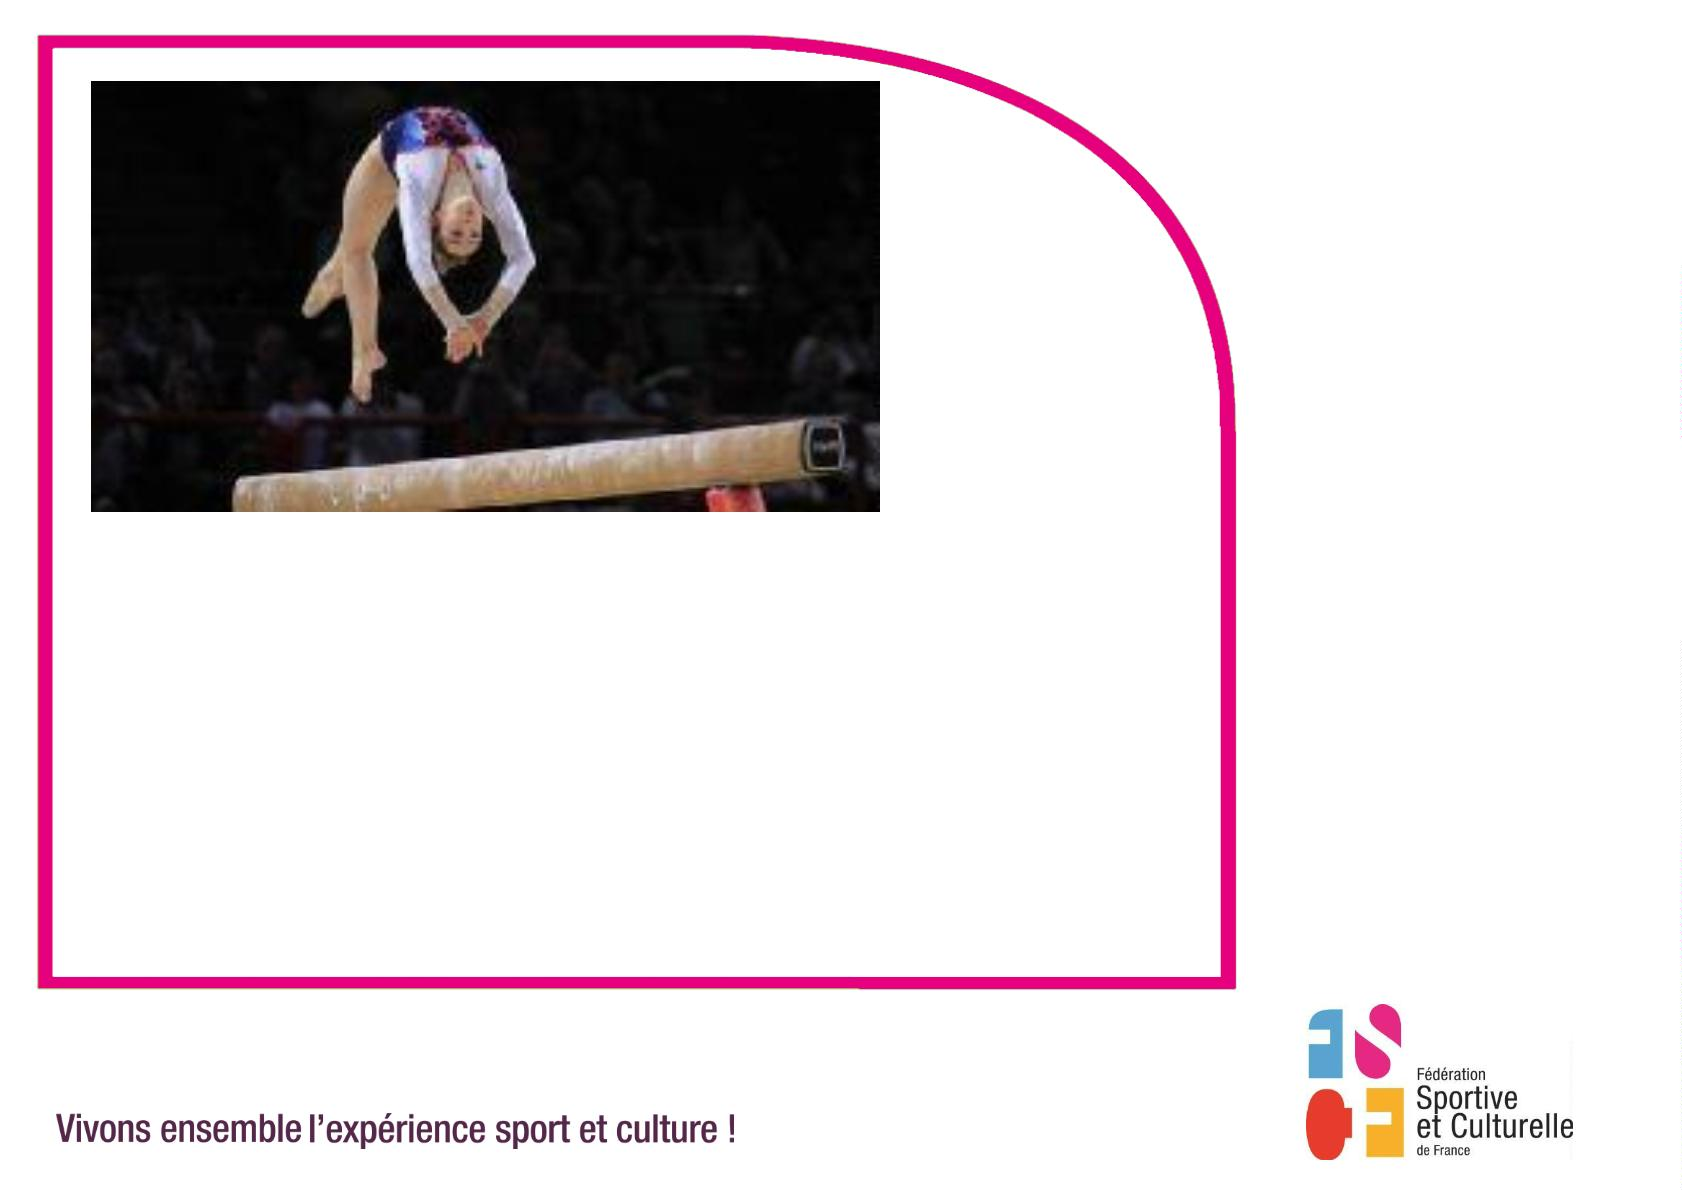 Vivons ensemble l'expérience sport et culture !
Fédération
Sportive
et Culturelle
de France